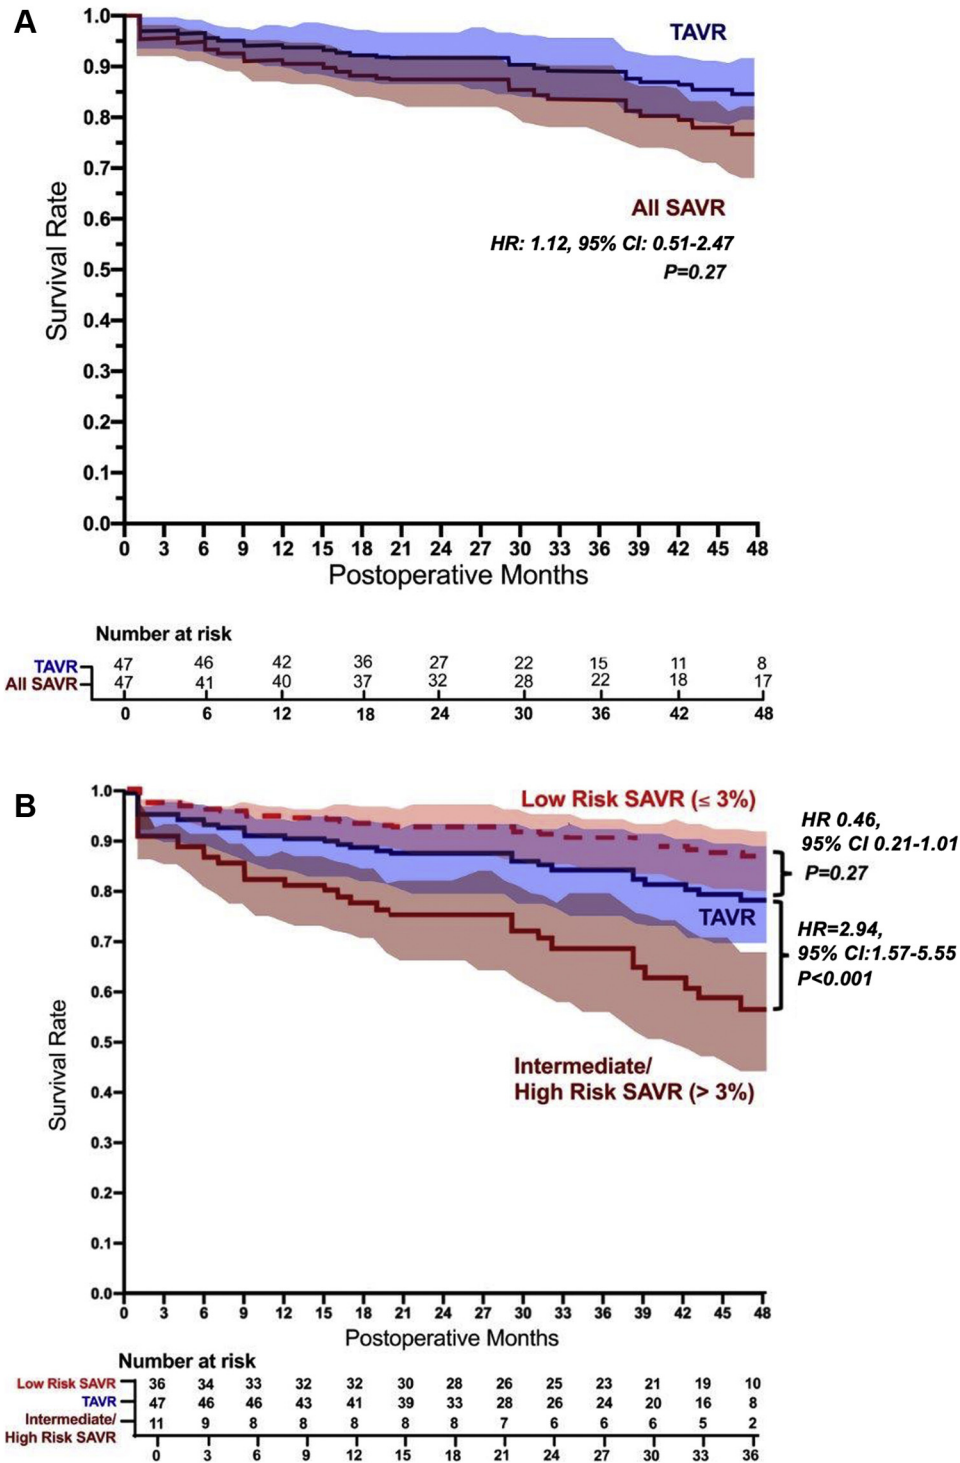 A
1.0
0.9
0.8
0.7
0.6
0.5
0.4
0.3
0.2
0.1
0.0
Survival Rate
TAVR
All SAVR
HR: 1.12, 95% CI: 0.51-2.47
P=0.27
0 3 6 9 12 15 18 21 24 27 30 33 36 39 42 45 48
Postoperative Months
Number at risk
TAVR 47 46 42 36 27 22 15 11 8
All SAVR 47 41 40 37 32 28 22 18 17
0 6 12 18 24 30 36 42 48
B
1.0
0.9
0.8
0.7
0.6
0.5
0.4
0.3
0.2
0.1
0.0
Survival Rate
Low Risk SAVR (≤ 3%)
HR 0.46,
95% CI 0.21-1.01
P=0.27
TAVR
HR=2.94,
95% CI:1.57-5.55
P<0.001
Intermediate/
High Risk SAVR (> 3%)
0 3 6 9 12 15 18 21 24 27 30 33 36 39 42 45 48
Postoperative Months
Number at risk
Low Risk SAVR 36 34 33 32 32 30 28 26 25 23 21 19 10
TAVR 47 46 46 43 41 39 33 28 26 24 20 16 8
Intermediate/ 11 9 8 8 8 8 8 7 6 6 6 5 2
High Risk SAVR
0 3 6 9 12 15 18 21 24 27 30 33 36